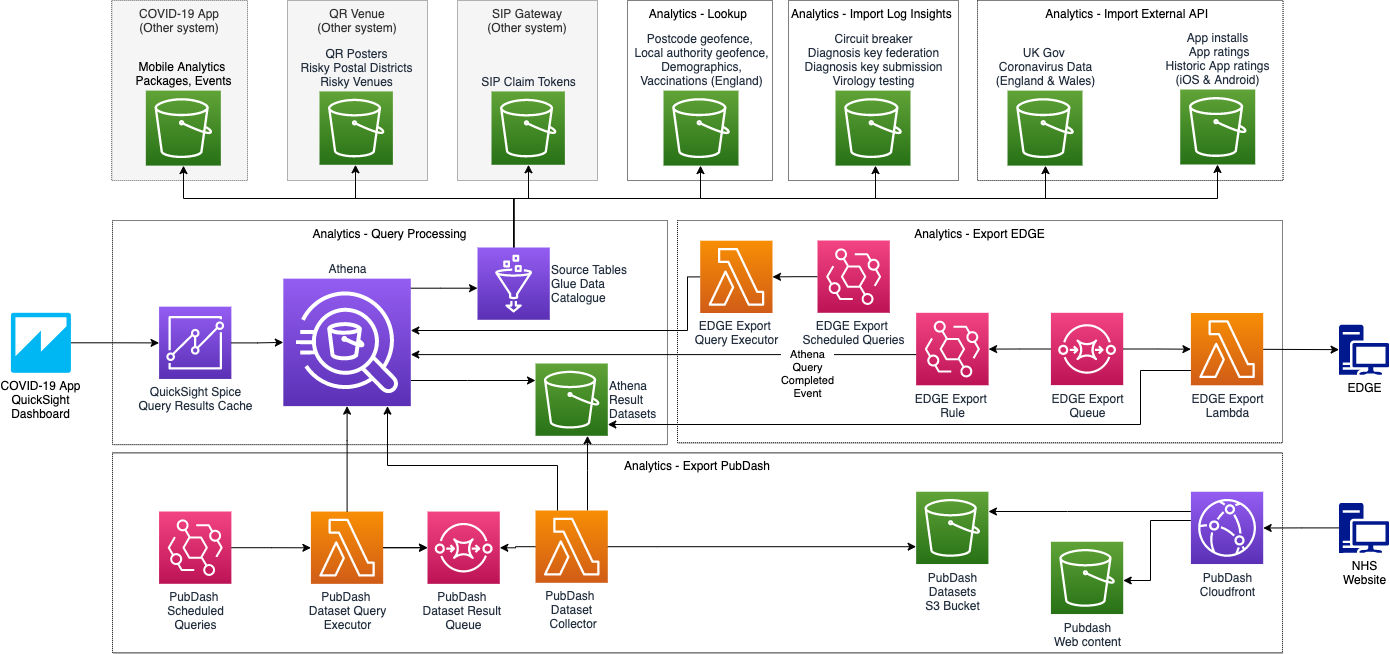 COVID-19 App
(Other system)
Mobile Analytics
Packages, Events
QR Venue
(Other system)
QR Posters
Risky Postal Districts
Risky Venues
SIP Gateway
(Other system)
SIP Claim Tokens
Analytics - Lookup
Postcode geofence,
Local authority geofence,
Demographics,
Vaccinations (England)
Analytics - Import Log Insights
Circuit breaker
Diagnosis key federation
Diagnosis key submission
Virology testing
Analytics - Import External API
UK Gov
Coronavirus Data
(England & Wales)
App installs
App ratings
Historic App ratings
(iOS & Android)
Analytics - Query Processing
Athena
Source Tables
Glue Data
Catalogue
COVID-19 App
QuickSight
Dashboard
QuickSight Spice
Query Results Cache
Athena
Result
Datasets
Analytics - Export EDGE
EDGE Export
Query Executor
EDGE Export
Scheduled Queries
Athena
Query
Completed
Event
EDGE Export
Rule
EDGE Export
Queue
EDGE Export
Lambda
EDGE
Analytics - Export PubDash
PubDash
Scheduled
Queries
PubDash
Dataset Query
Executor
PubDash
Dataset Result
Queue
PubDash
Dataset
Collector
PubDash
Datasets
S3 Bucket
Pubdash
Web content
PubDash
Cloudfront
NHS
Website